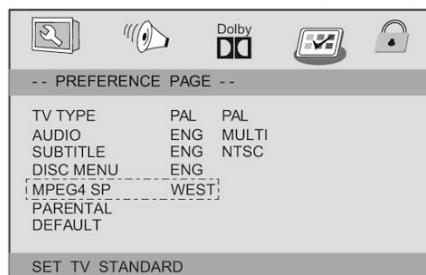 Dolby
-- PREFERENCE PAGE --
TV TYPE PAL PAL
AUDIO ENG MULTI
SUBTITLE ENG NTSC
DISC MENU ENG
MPEG4 SP WEST
PARENTAL
DEFAULT
SET TV STANDARD